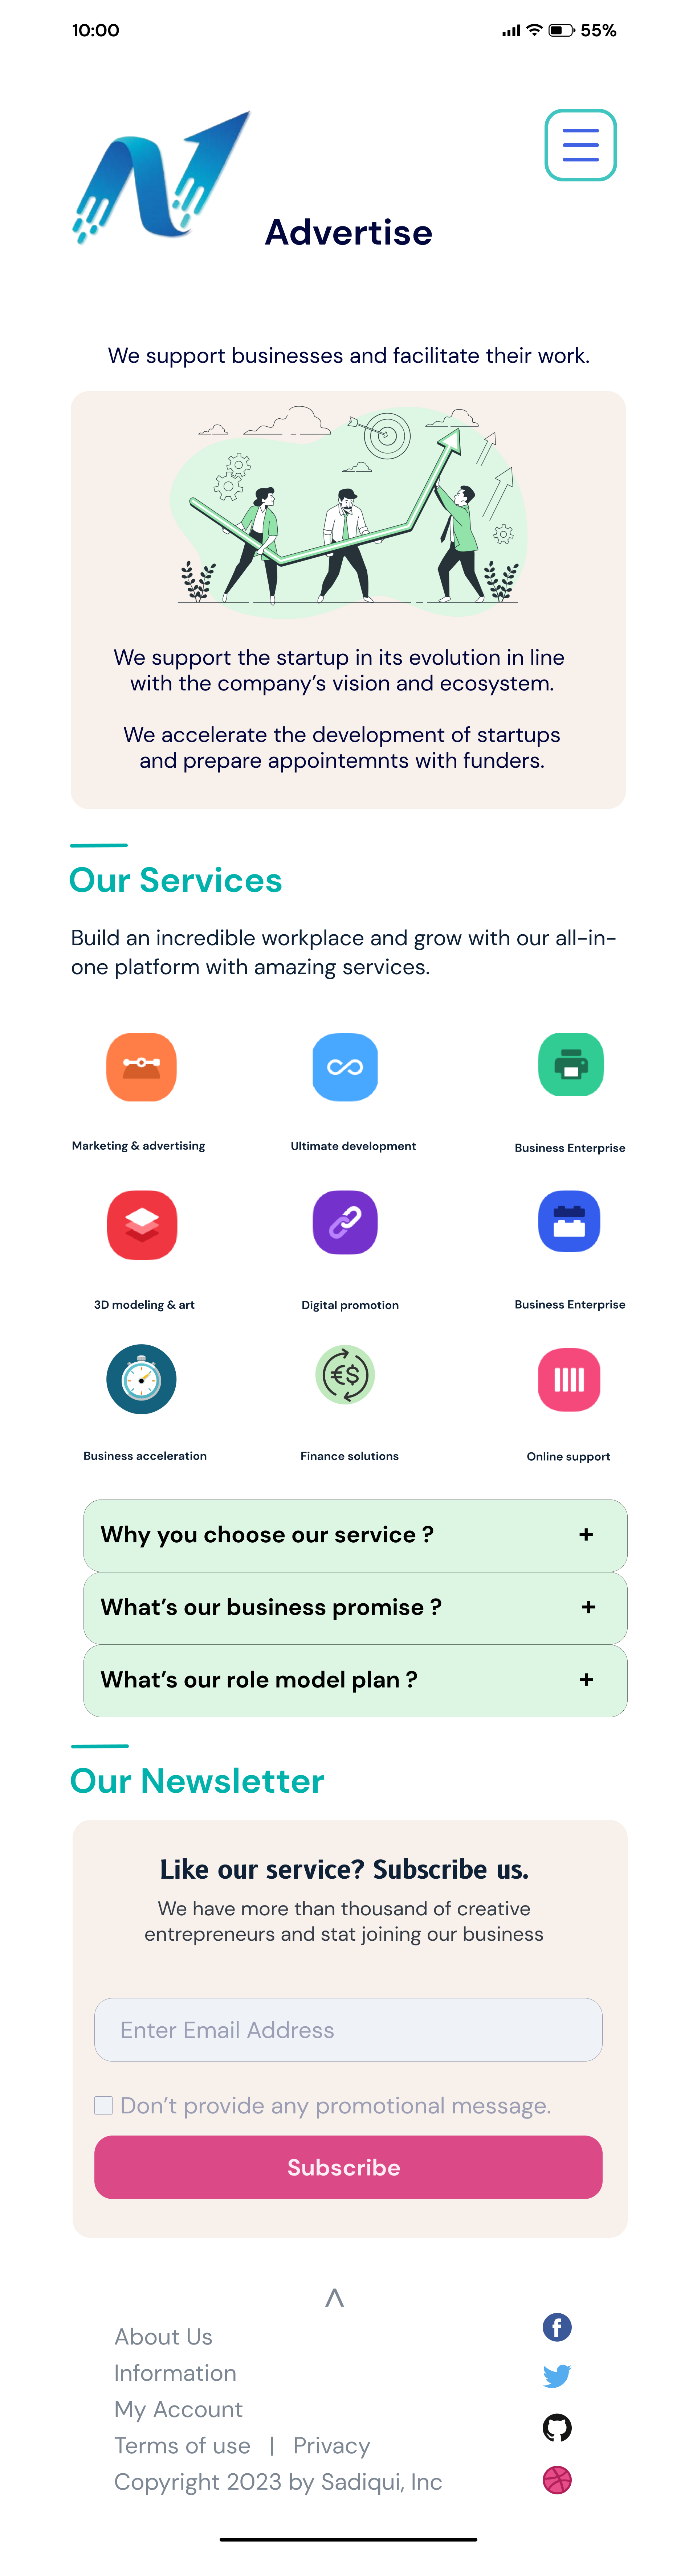 10:00
55%
Advertise
We support businesses and facilitate their work.
We support the startup in its evolution in line
with the company's vision and ecosystem.
We accelerate the development of startups
and prepare appointemnts with funders.
Our Services
Build an incredible workplace and grow with our all-in-
one platform with amazing services.
Marketing & advertising
Ultimate development
Business Enterprise
3D modeling & art
Digital promotion
Business Enterprise
€$
Business acceleration
Finance solutions
Online support
Why you choose our service ? +
What's our business promise ? +
What's our role model plan ? +
Our Newsletter
Like our service? Subscribe us.
We have more than thousand of creative
entrepreneurs and stat joining our business
Enter Email Address
Don't provide any promotional message.
Subscribe
About Us
Information
My Account
Terms of use | Privacy
Copyright 2023 by Sadiqui, Inc